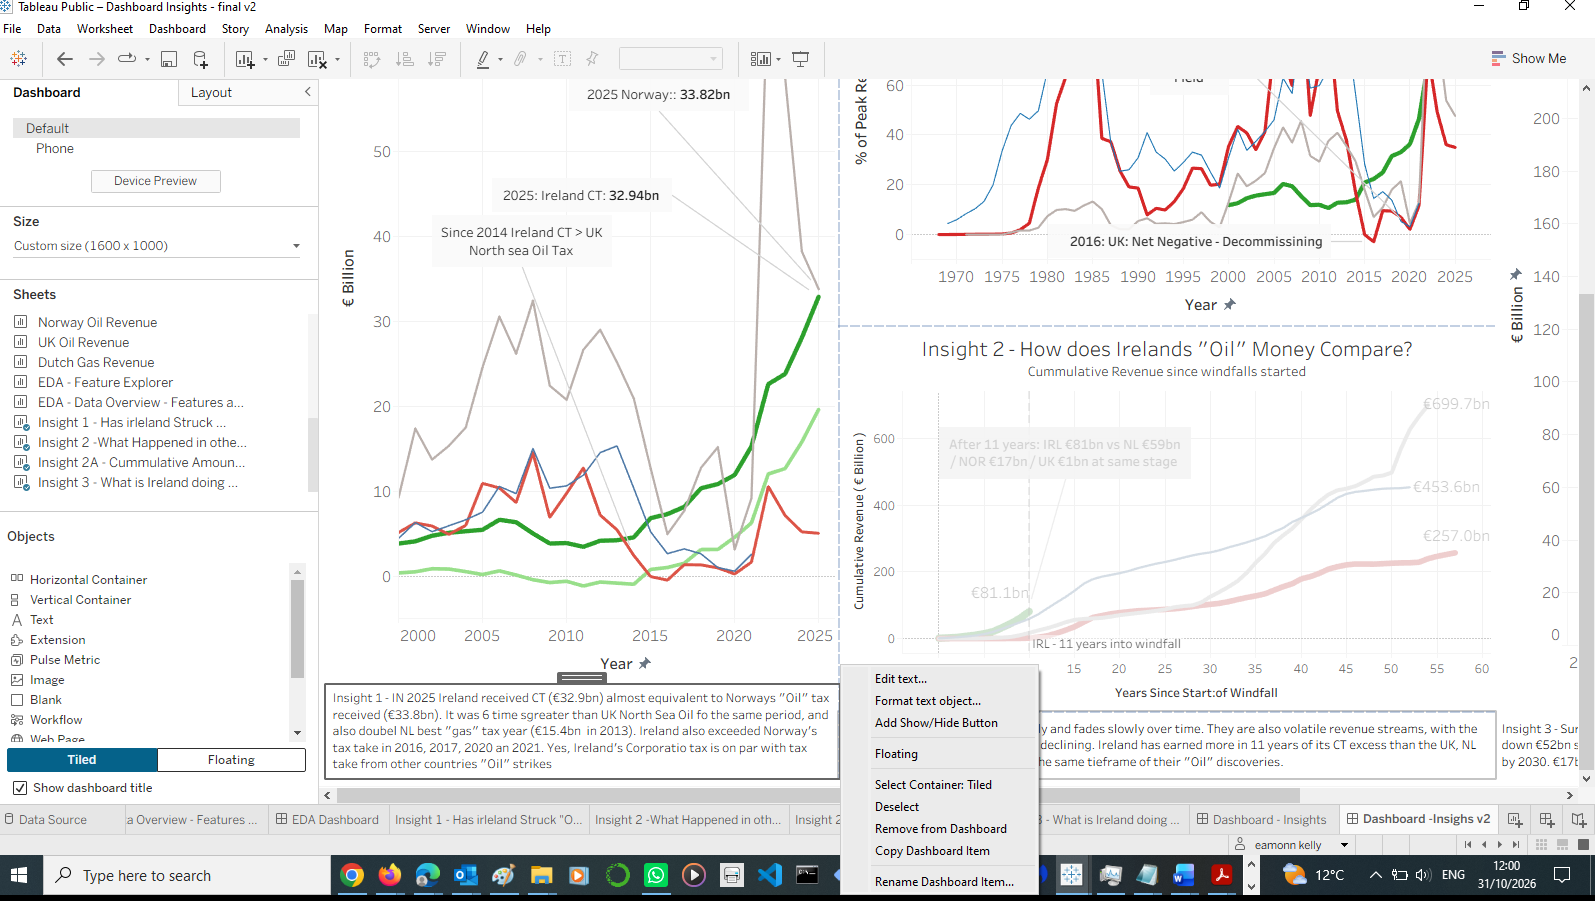 Tableau Public – Dashboard Insights - final v2
File Data Worksheet Dashboard Story Analysis Map Format Server Window Help
Show Me
Dashboard
Layout
Default
Phone
Device Preview
Size
Custom size (1600 x 1000)
Sheets
Norway Oil Revenue
UK Oil Revenue
Dutch Gas Revenue
EDA - Feature Explorer
EDA - Data Overview - Features a...
Insight 1 - Has irleland Struck ...
Insight 2 -What Happened in othe...
Insight 2A - Cummulative Amoun...
Insight 3 - What is Ireland doing ...
Objects
Horizontal Container
Vertical Container
Text
Extension
Pulse Metric
Image
Blank
Workflow
Web Page
Tiled
Floating
Show dashboard title
2025 Norway:: 33.82bn
2025: Ireland CT: 32.94bn
Since 2014 Ireland CT > UK
North sea Oil Tax
€ Billion
50
40
30
20
10
0
2000 2005 2010 2015 2020 2025
Year
Insight 1 - IN 2025 Ireland received CT (€32.9bn) almost equivalent to Norways "Oil" tax
received (€33.8bn). It was 6 time sgreater than UK North Sea Oil fo the same period, and
also doubel NL best "gas" tax year (€15.4bn in 2013). Ireland also exceeded Norway's
tax take in 2016, 2017, 2020 an 2021. Yes, Ireland's Corporatio tax is on par with tax
take from other countries "Oil" strikes
% of Peak Re
60
40
20
0
2016: UK: Net Negative - Decommissining
1970 1975 1980 1985 1990 1995 2000 2005 2010 2015 2020 2025
Year
Insight 2 - How does Irelands "Oil" Money Compare?
Cummulative Revenue since windfalls started
Cumulative Revenue ( € Billion )
600
400
200
0
After 11 years: IRL €81bn vs NL €59bn
/ NOR €17bn / UK €1bn at same stage
€699.7bn
€453.6bn
€257.0bn
€81.1bn
IRL - 11 years into windfall
15 20 25 30 35 40 45 50 55 60
Years Since Start:of Windfall
ly and fades slowly over time. They are also volatile revenue streams, with the
declining. Ireland has earned more in 11 years of its CT excess than the UK, NL
he same tieframe of their "Oil" discoveries.
€ Billion
200
180
160
140
120
100
80
60
40
20
0
2
Insight 3 - Sur
down €52bn s
by 2030. €17b
Edit text...
Format text object...
Add Show/Hide Button
Floating
Select Container: Tiled
Deselect
Remove from Dashboard
Copy Dashboard Item
Rename Dashboard Item...
Data Source
a Overview - Features ...
EDA Dashboard
Insight 1 - Has irleland Struck "O...
Insight 2 -What Happened in oth...
Insight 2
3 - What is Ireland doing ...
Dashboard - Insights
Dashboard -Insighs v2
eamonn kelly
Type here to search
12°C
ENG
12:00
31/10/2026